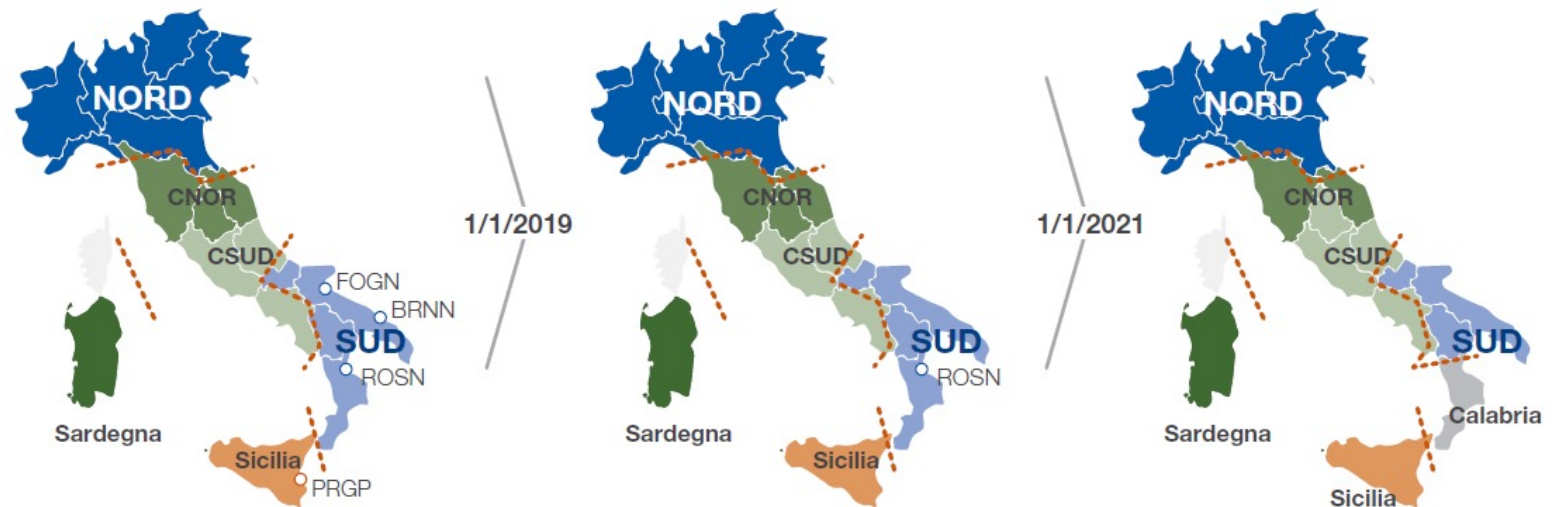 NORD
CNOR
CSUD
FOGN
BRNN
SUD
ROSN
Sardegna
Sicilia
PRGP
1/1/2019
NORD
CNOR
CSUD
SUD
ROSN
Sardegna
Sicilia
1/1/2021
NORD
CNOR
CSUD
SUD
Calabria
Sardegna
Sicilia